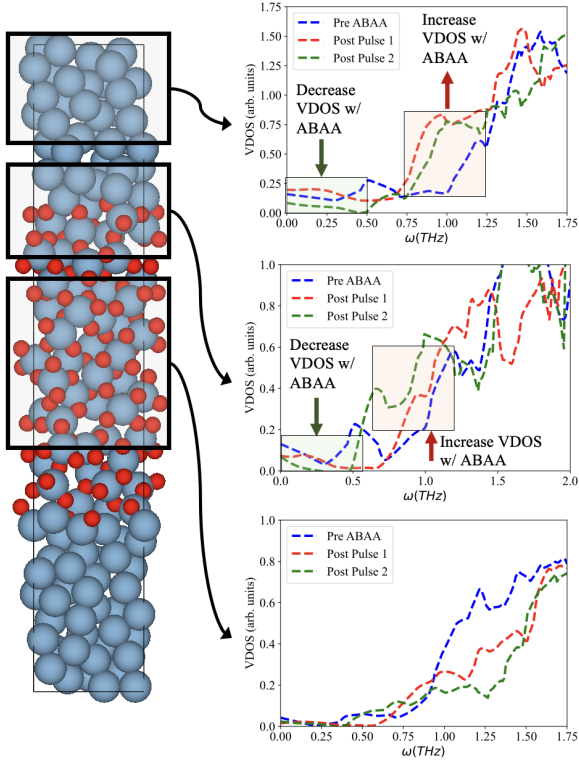 Pre ABAA
Post Pulse 1
Post Pulse 2
Increase
VDOS w/
ABAA
Decrease
VDOS w/
ABAA
VDOS (arb. units)
1.75
1.50
1.25
1.00
0.75
0.50
0.25
0.00
0.00 0.25 0.50 0.75 1.00 1.25 1.50 1.75
ω(THz)
Pre ABAA
Post Pulse 1
Post Pulse 2
Decrease
VDOS w/
ABAA
Increase VDOS
w/ ABAA
VDOS (arb. units)
1.0
0.8
0.6
0.4
0.2
0.0
0.0 0.5 1.0 1.5 2.0
ω(THz)
Pre ABAA
Post Pulse 1
Post Pulse 2
VDOS (arb. units)
1.0
0.8
0.6
0.4
0.2
0.0
0.00 0.25 0.50 0.75 1.00 1.25 1.50 1.75
ω(THz)